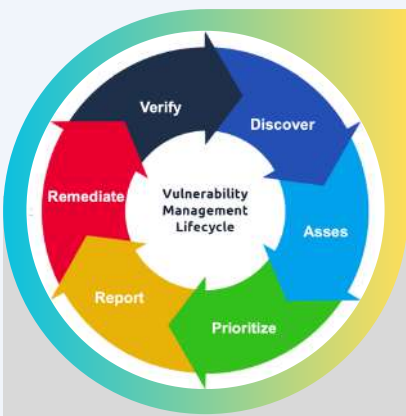 Verify
Discover
Vulnerability
Management
Lifecycle
Remediate
Asses
Report
Prioritize